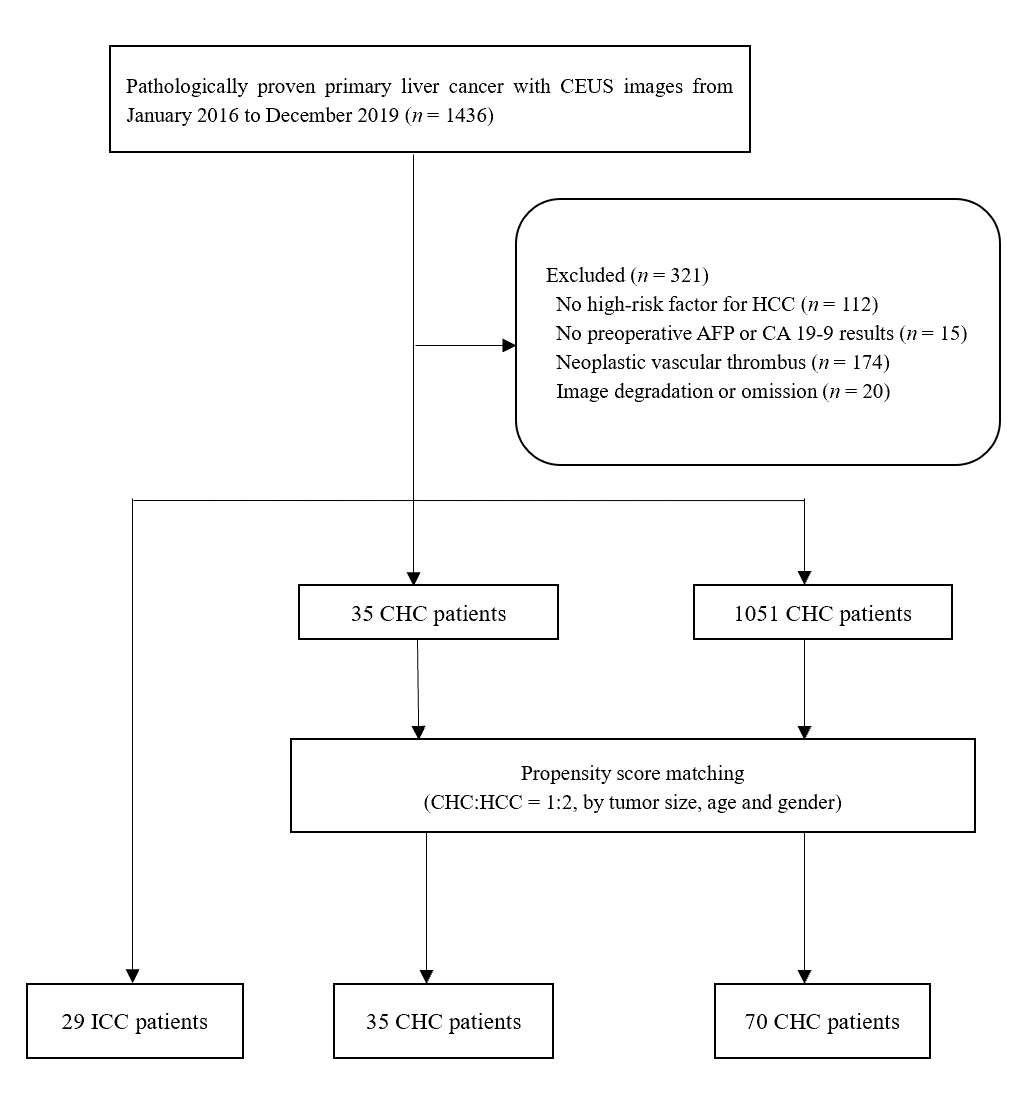 Pathologically proven primary liver cancer with CEUS images from
January 2016 to December 2019 (n = 1436)
Excluded (n = 321)
No high-risk factor for HCC (n = 112)
No preoperative AFP or CA 19-9 results (n = 15)
Neoplastic vascular thrombus (n = 174)
Image degradation or omission (n = 20)
35 CHC patients
1051 CHC patients
Propensity score matching
(CHC:HCC = 1:2, by tumor size, age and gender)
29 ICC patients
35 CHC patients
70 CHC patients